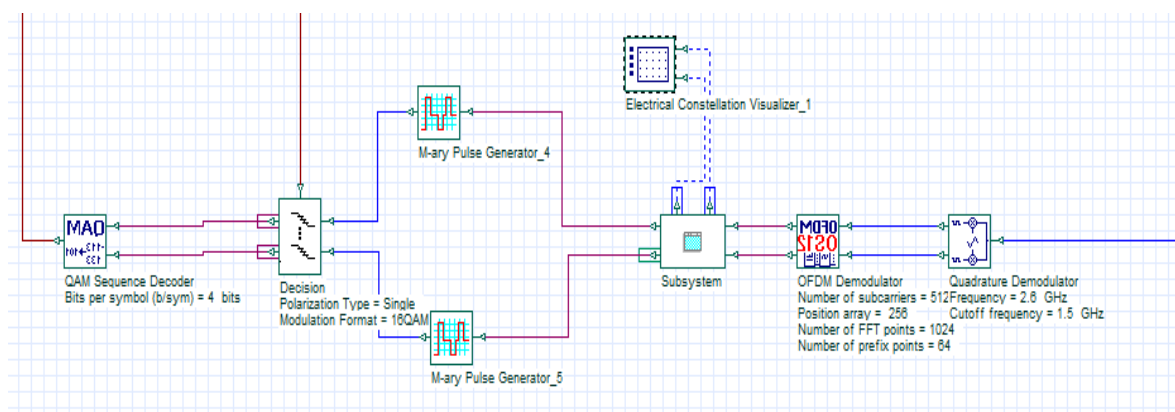 Electrical Constellation Visualizer_1
M-ary Pulse Generator_4
QAM Sequence Decoder
Bits per symbol (b/sym) = 4 bits
Decision
Polarization Type = Single
Modulation Format = 16QAM
M-ary Pulse Generator_5
Subsystem
OFDM Demodulator
Number of subcarriers = 512
Position array = 256
Number of FFT points = 1024
Number of prefix points = 64
Quadrature Demodulator
Frequency = 2.6 GHz
Cutoff frequency = 1.5 GHz
QAM
OFDM